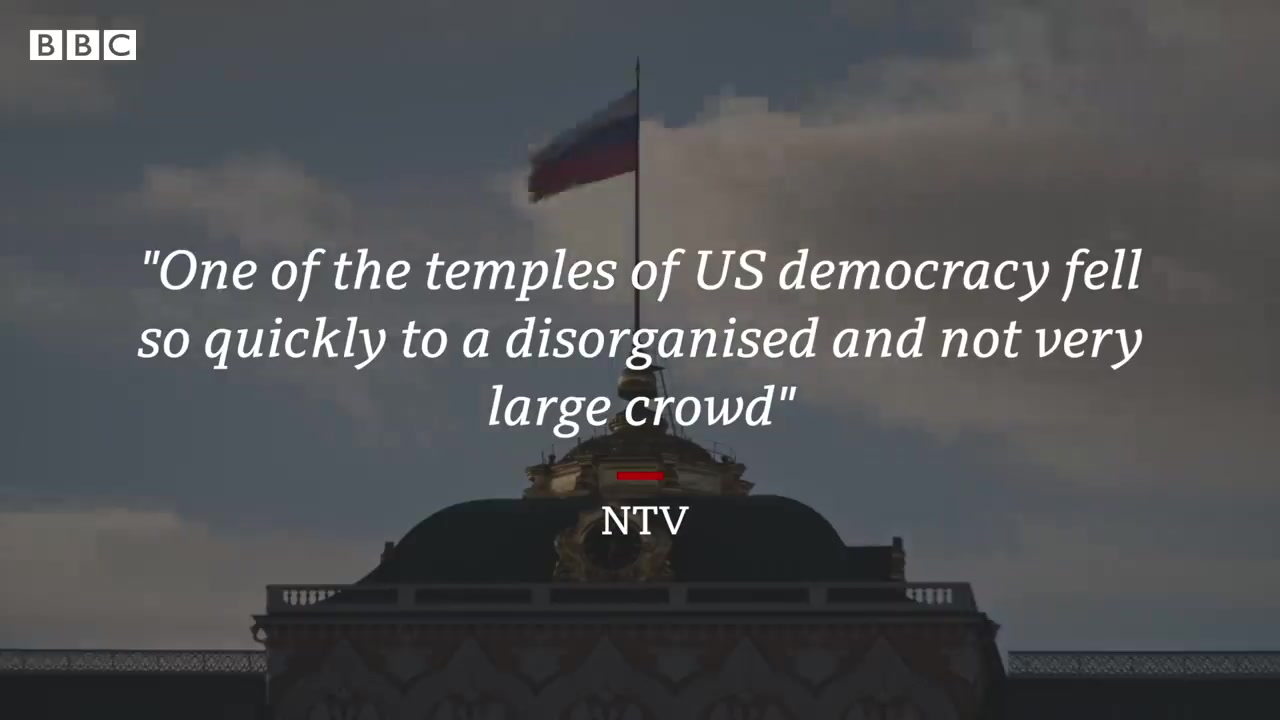 BBC
"One of the temples of US democracy fell
so quickly to a disorganised and not very
large crowd"
NTV